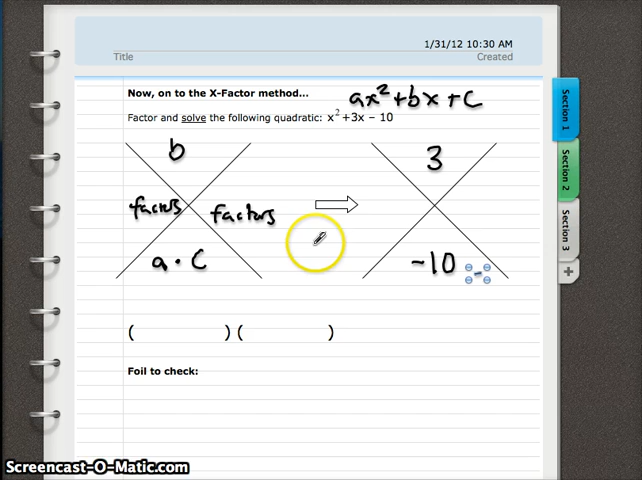 1/31/12 10:30 AM
Title Created
Now, on to the X-Factor method...
ax²+bx+c
Factor and solve the following quadratic: x² +3x – 10
b 3
factors factors
a · c -10
-
( ) ( )
Foil to check:
Section 1
Section 2
Section 3
+
Screencast-O-Matic.com